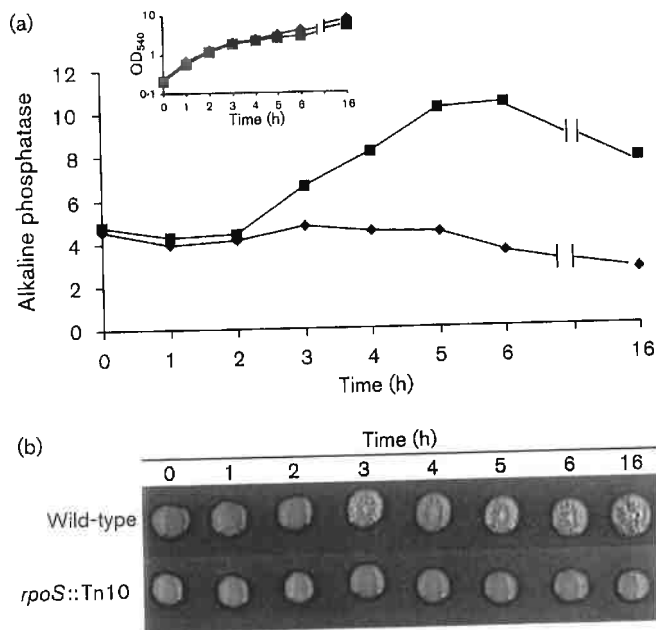 (a)
10
1
0·1
OD540
0 1 2 3 4 5 6 16
Time (h)
12
10
8
6
4
2
0
Alkaline phosphatase
0 1 2 3 4 5 6 16
Time (h)
(b)
Time (h)
0 1 2 3 4 5 6 16
Wild-type
rpoS::Tn10